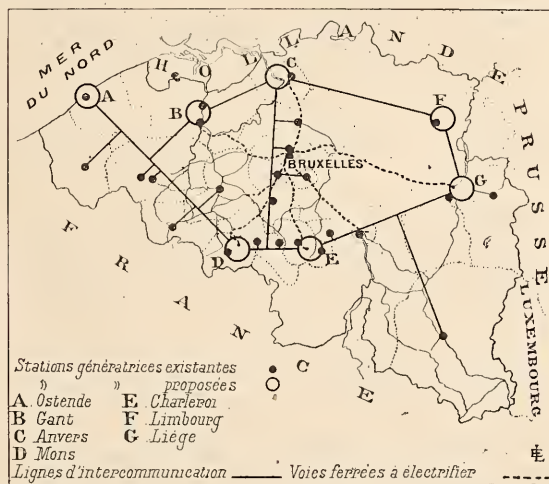 MER
DU NORD
HOLLANDE
PRUSSE
LUXEMBOURG
FRANCE
A
B
C
F
BRUXELLES
G
D
E
Stations génératrices existantes
» » proposées
A Ostende E Charleroi
B Gant F Limbourg
C Anvers G Liége
D Mons
Lignes d'intercommunication Voies ferrées à électrifier